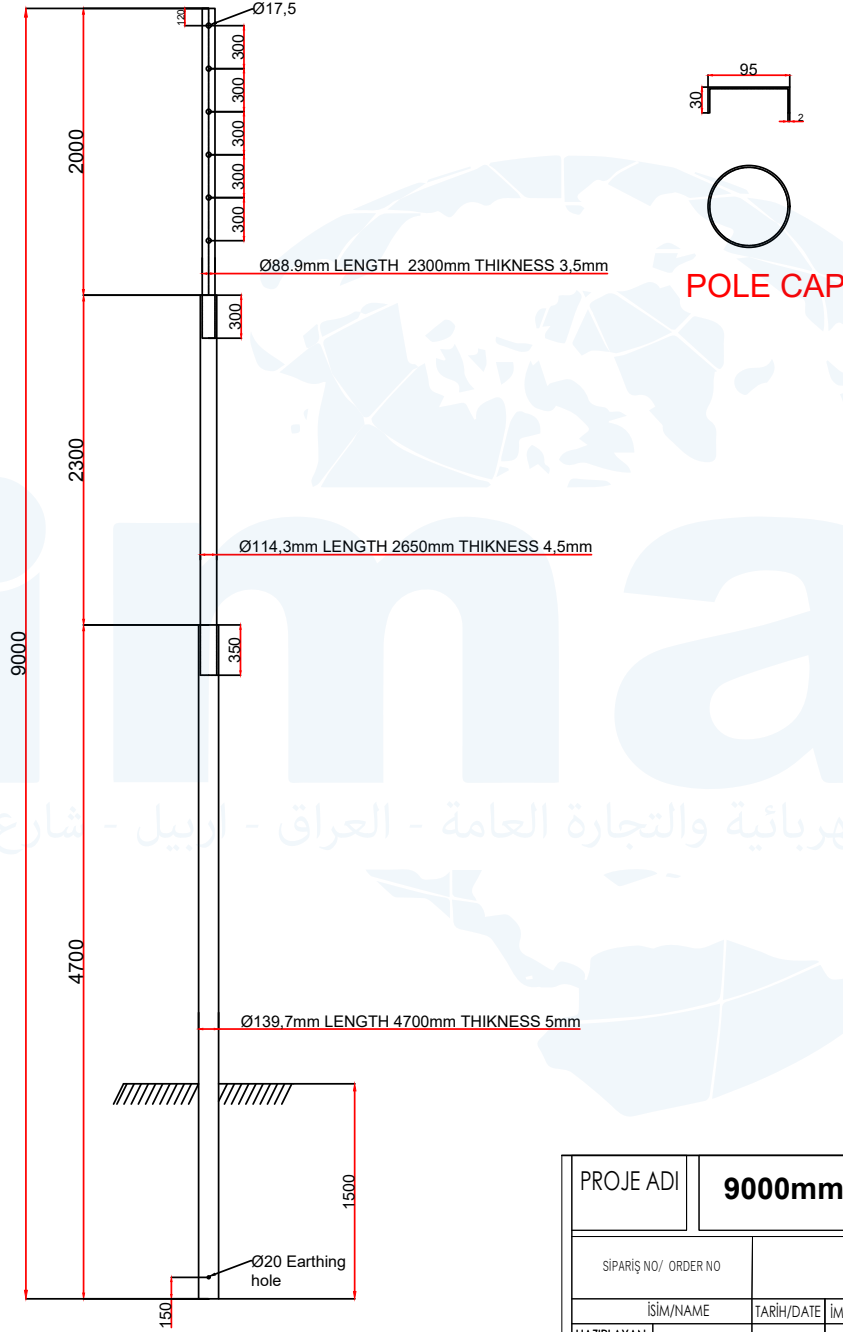 Ø17,5
120
300
300
300
300
300
2000
95
30
2
Ø88.9mm LENGTH 2300mm THIKNESS 3,5mm
POLE CAP
300
2300
Ø114,3mm LENGTH 2650mm THIKNESS 4,5mm
350
9000
ima
هربائية والتجارة العامة - العراق - اربيل - شارع
4700
Ø139,7mm LENGTH 4700mm THIKNESS 5mm
1500
Ø20 Earthing
hole
150
PROJE ADI
9000mm
SİPARİŞ NO/ ORDER NO
İSİM/NAME
TARİH/DATE
İM
HAZIRLAYAN